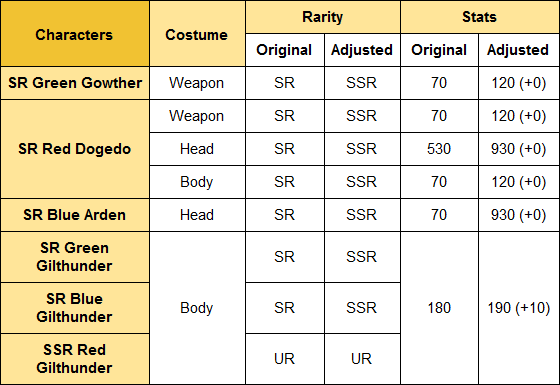 Characters Costume Rarity Stats
Original Adjusted Original Adjusted
SR Green Gowther Weapon SR SSR 70 120 (+0)
SR Red Dogedo Weapon SR SSR 70 120 (+0)
Head SR SSR 530 930 (+0)
Body SR SSR 70 120 (+0)
SR Blue Arden Head SR SSR 70 930 (+0)
SR Green
Gilthunder SR SSR
SR Blue
Gilthunder Body SR SSR 180 190 (+10)
SSR Red
Gilthunder UR UR